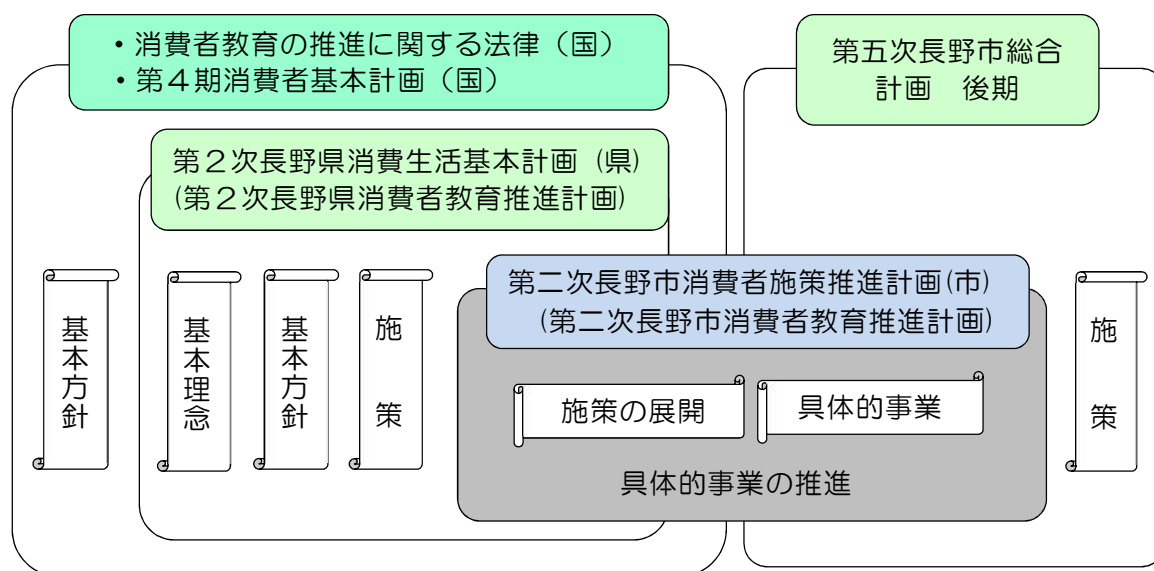 ・消費者教育の推進に関する法律（国）
・第４期消費者基本計画（国）
第五次長野市総合
計画　後期
第２次長野県消費生活基本計画 (県)
(第２次長野県消費者教育推進計画)
第二次長野市消費者施策推進計画(市)
(第二次長野市消費者教育推進計画)
基本方針
基本理念
基本方針
施　策
施策の展開
具体的事業
具体的事業の推進
施　策